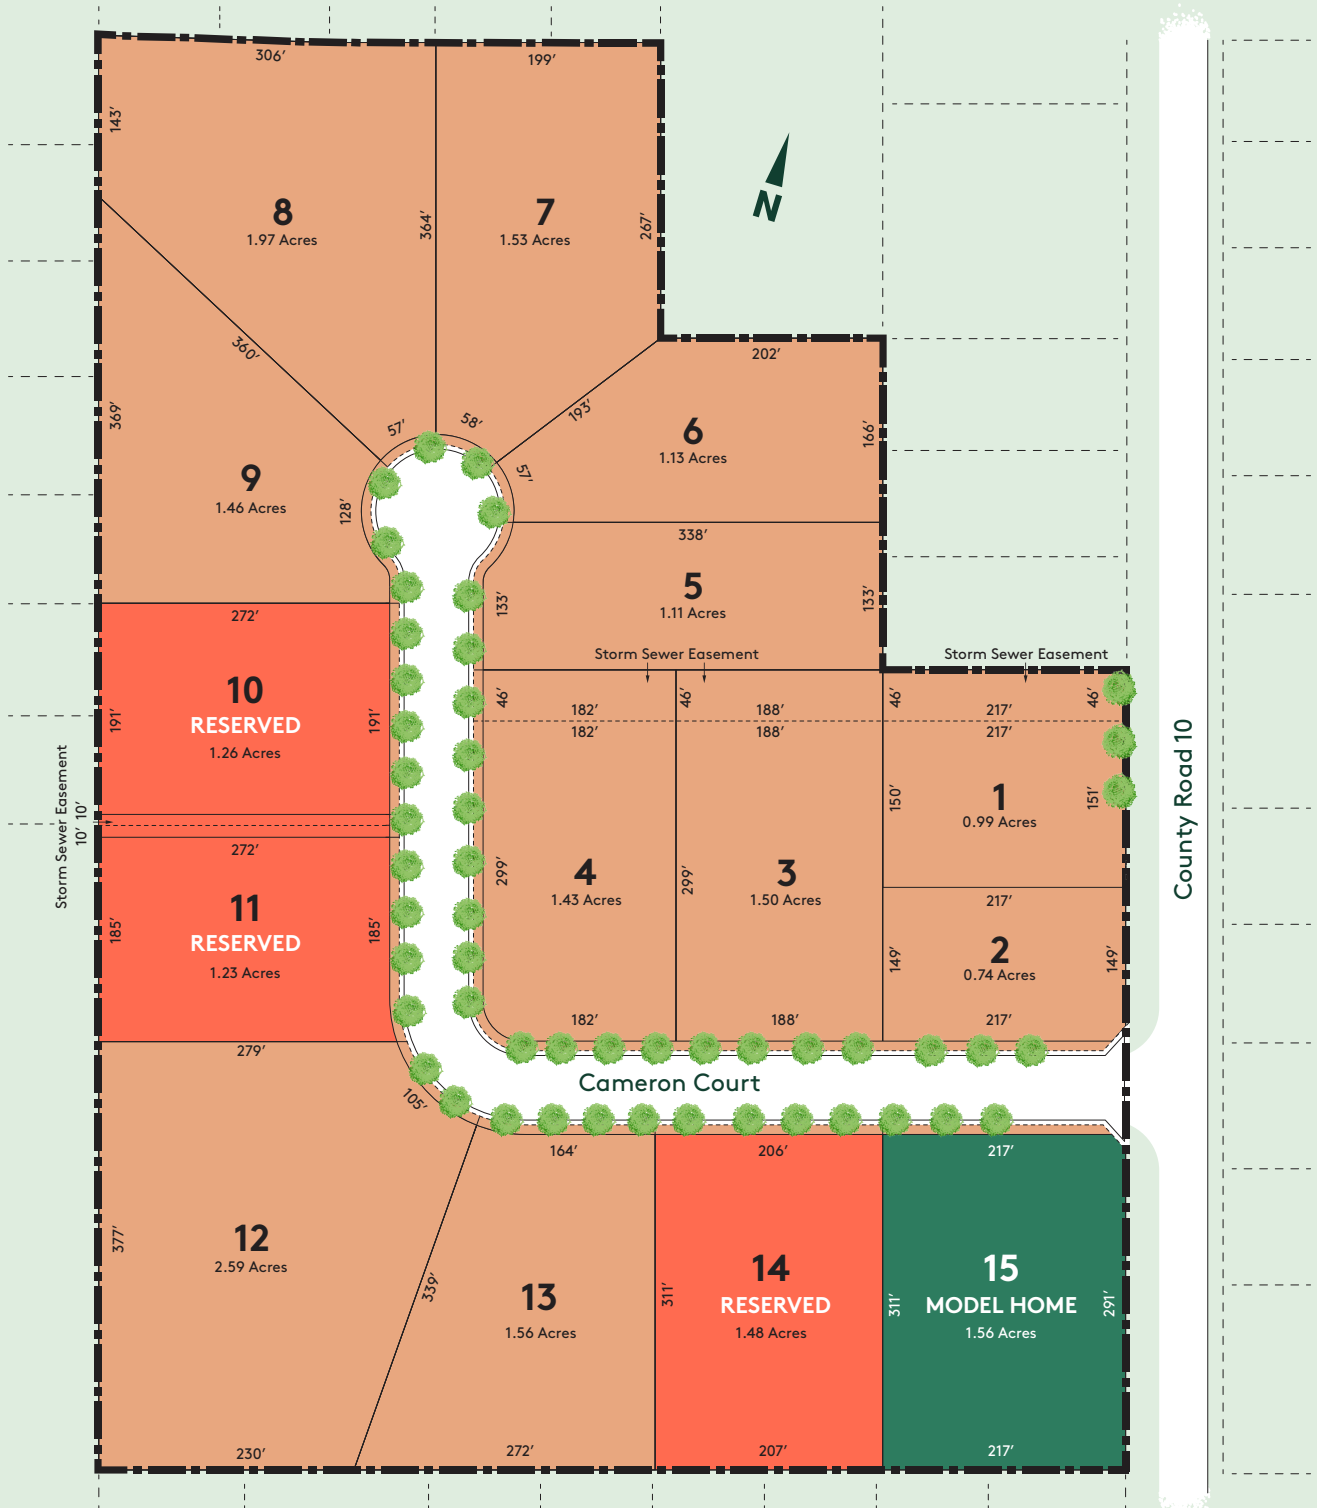 306′
199′
143′
8
1.97 Acres
364′
7
1.53 Acres
267′
N
360′
369′
202′
193′
6
1.13 Acres
166′
57′
58′
57′
9
1.46 Acres
128′
338′
5
1.11 Acres
133′
133′
272′
Storm Sewer Easement
Storm Sewer Easement
10
RESERVED
1.26 Acres
191′
191′
46′
182′
182′
46′
188′
188′
46′
217′
217′
46′
Storm Sewer Easement
10′ 10′
1
0.99 Acres
150′
151′
County Road 10
272′
11
RESERVED
1.23 Acres
185′
185′
299′
4
1.43 Acres
299′
3
1.50 Acres
217′
2
0.74 Acres
149′
149′
182′
188′
217′
279′
105′
Cameron Court
164′
206′
217′
12
2.59 Acres
377′
339′
13
1.56 Acres
311′
14
RESERVED
1.48 Acres
311′
15
MODEL HOME
1.56 Acres
291′
230′
272′
207′
217′